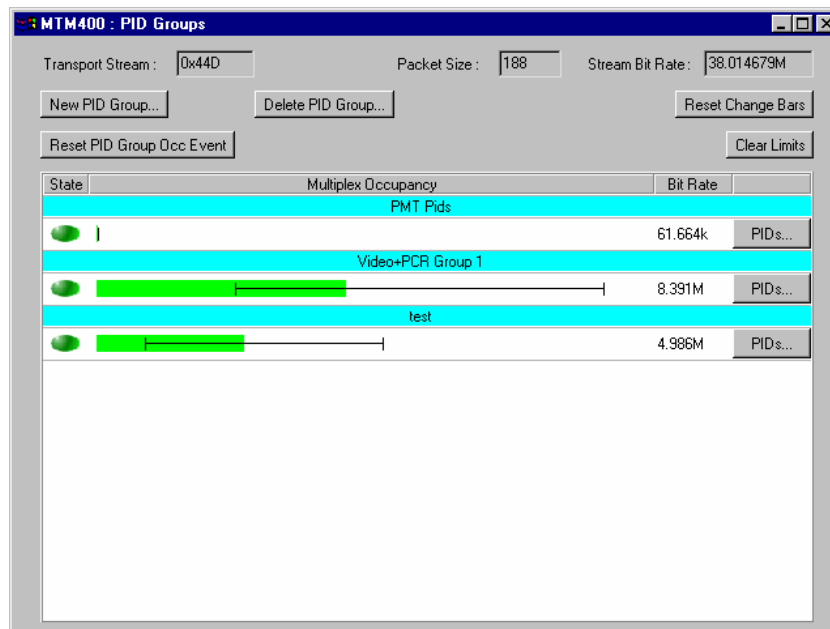 MTM400 : PID Groups
Transport Stream : 0x44D Packet Size : 188 Stream Bit Rate : 38.014679M
New PID Group... Delete PID Group... Reset Change Bars
Reset PID Group Occ Event Clear Limits
State Multiplex Occupancy Bit Rate
PMT Pids
61.664k PIDs...
Video+PCR Group 1
8.391M PIDs...
test
4.986M PIDs...